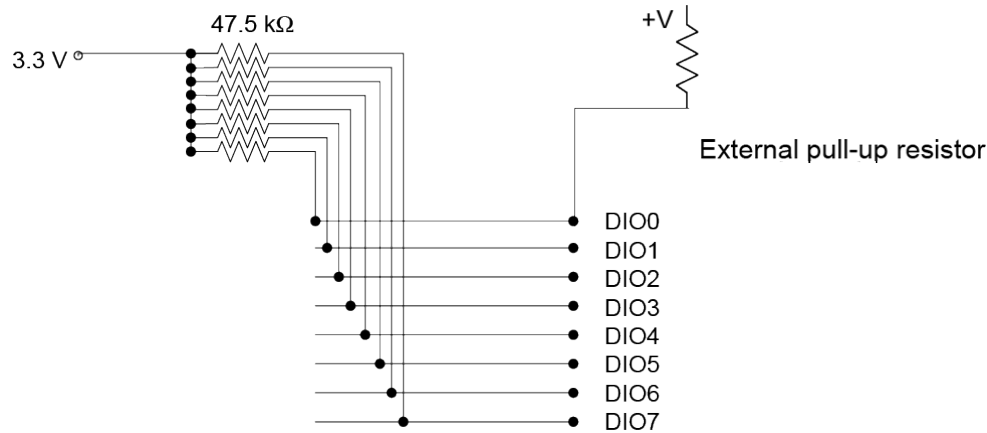 47.5 kΩ
+V
3.3 V
External pull-up resistor
DIO0
DIO1
DIO2
DIO3
DIO4
DIO5
DIO6
DIO7